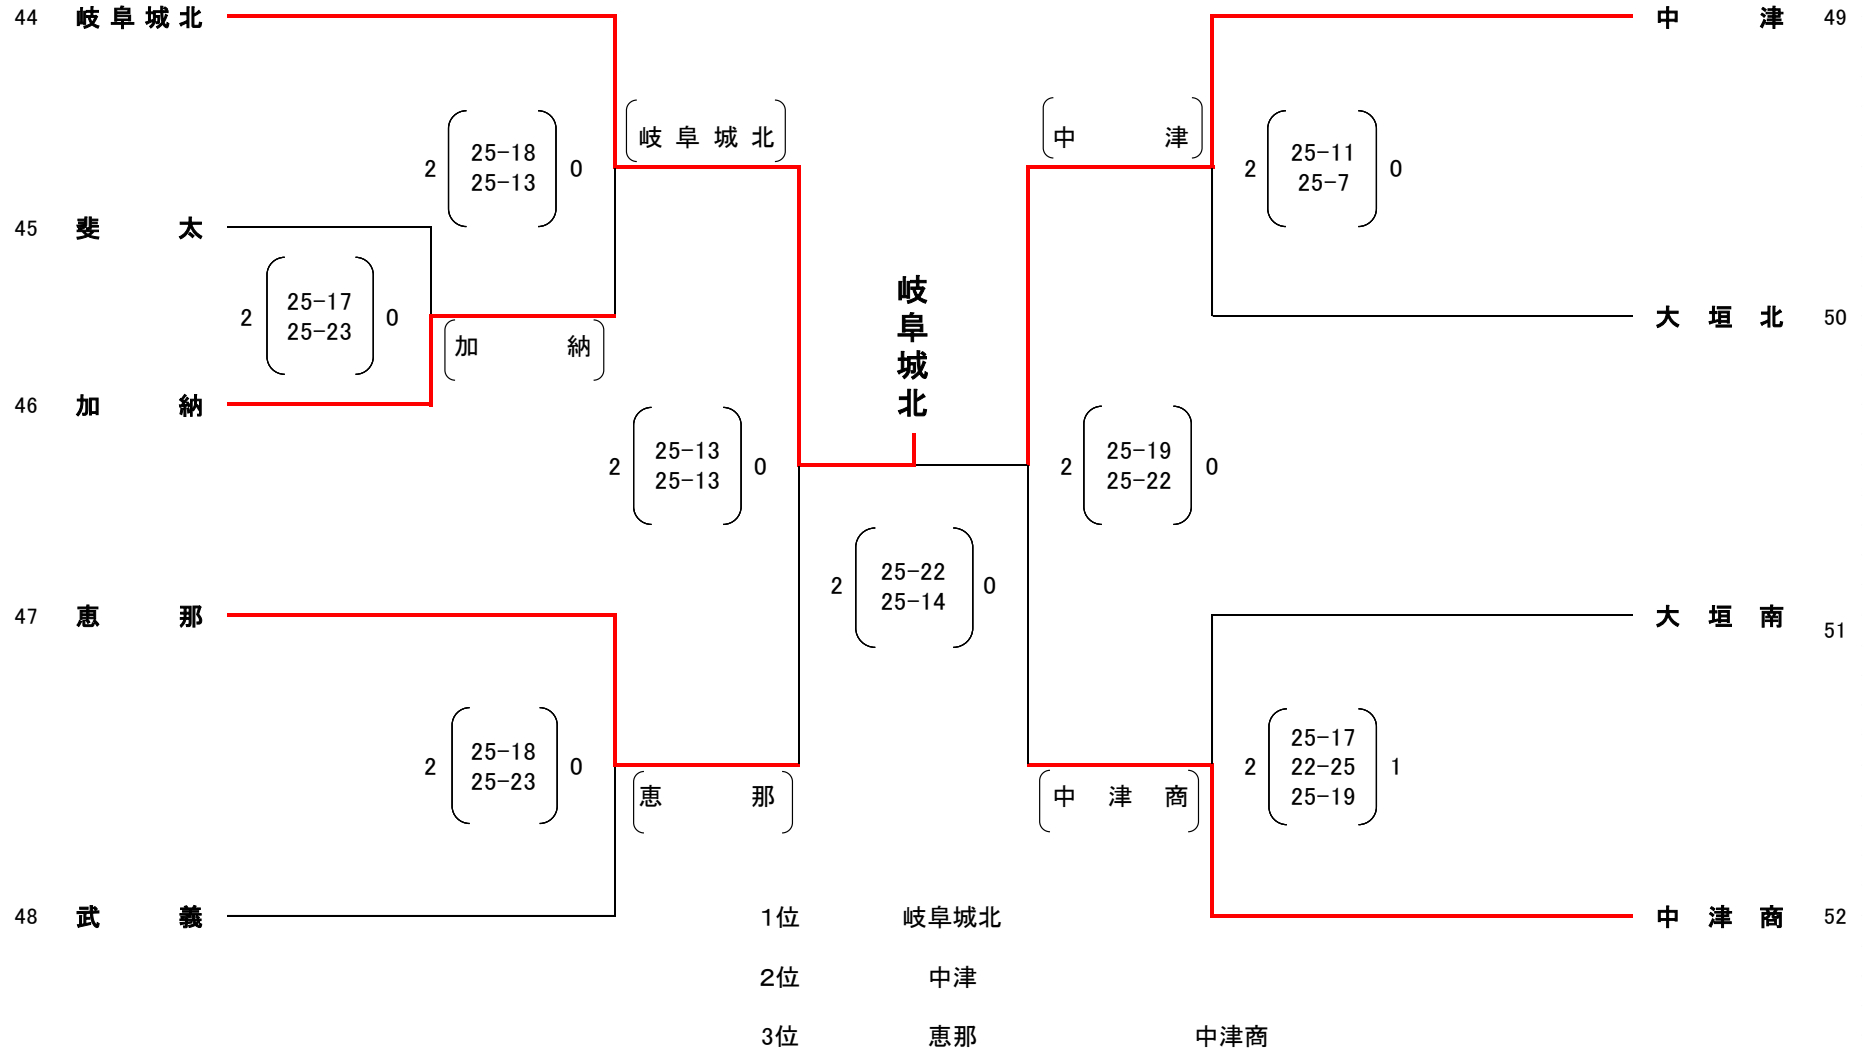 44 岐阜城北
中津 49
岐阜城北
中津
2 25-18 0
25-13
2 25-11 0
25-7
45 斐太
2 25-17 0
25-23
加納
岐阜城北
大垣北 50
46 加納
2 25-13 0
25-13
2 25-19 0
25-22
2 25-22 0
25-14
47 恵那
大垣南 51
2 25-18 0
25-23
恵那
中津商
25-17
2 22-25 1
25-19
48 武義
中津商 52
1位 岐阜城北
2位 中津
3位 恵那 中津商